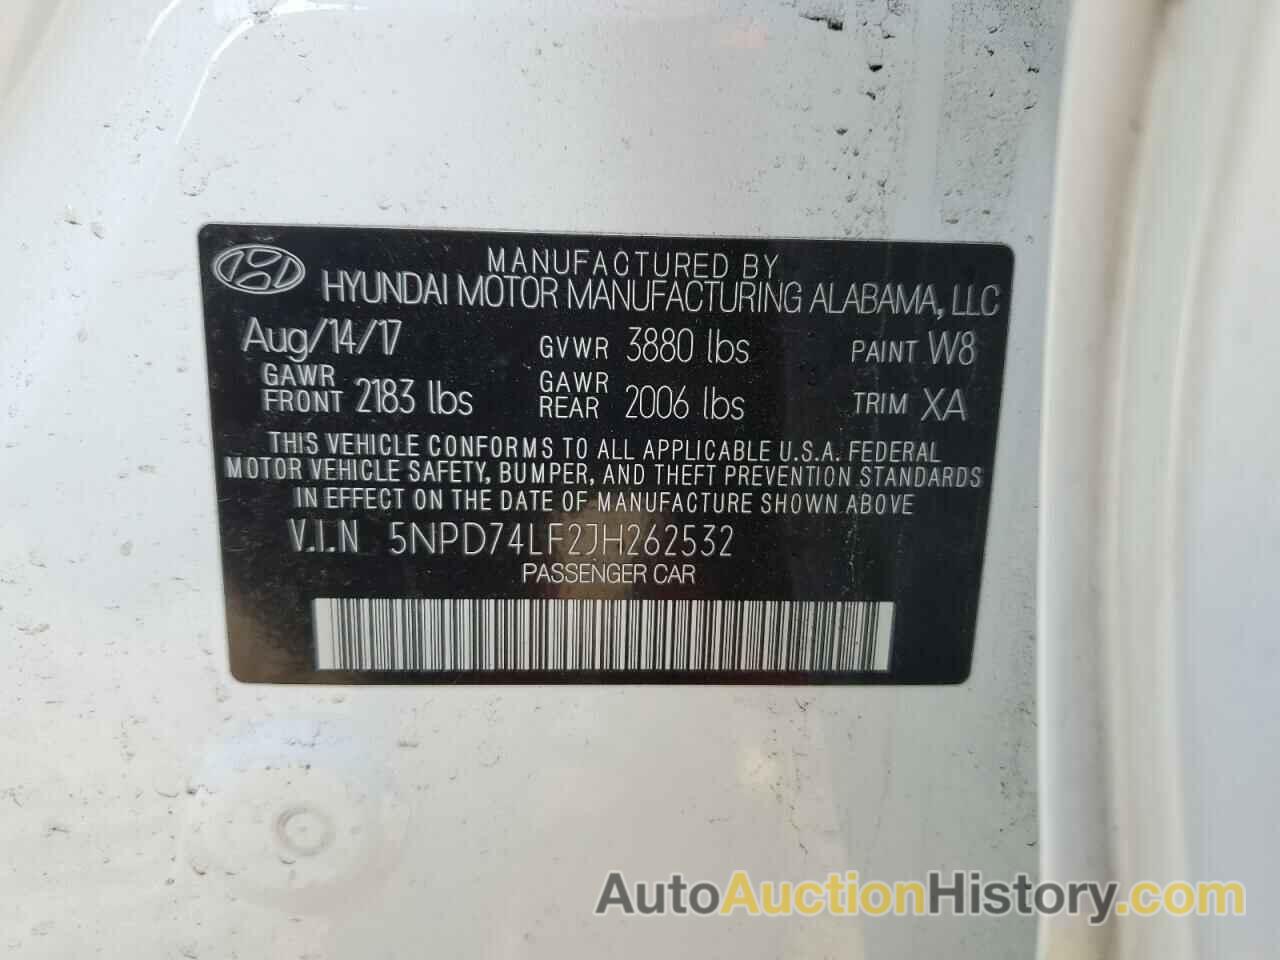 MANUFACTURED BY
HYUNDAI MOTOR MANUFACTURING ALABAMA, LLC
Aug/14/17 GVWR 3880 lbs PAINT W8
GAWR FRONT 2183 lbs GAWR REAR 2006 lbs TRIM XA
THIS VEHICLE CONFORMS TO ALL APPLICABLE U.S.A. FEDERAL
MOTOR VEHICLE SAFETY, BUMPER, AND THEFT PREVENTION STANDARDS
IN EFFECT ON THE DATE OF MANUFACTURE SHOWN ABOVE
V.I.N 5NPD74LF2JH262532
PASSENGER CAR
AutoAuctionHistory.com